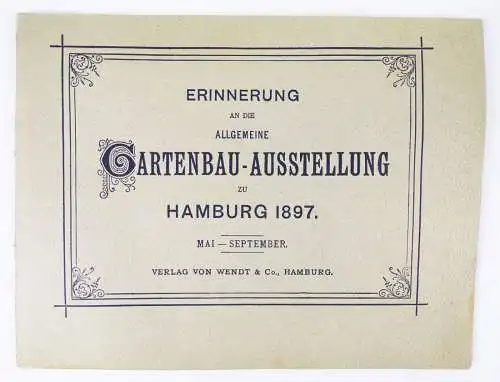 ERINNERUNG
AN DIE
ALLGEMEINE
GARTENBAU-AUSSTELLUNG
ZU
HAMBURG 1897.
MAI — SEPTEMBER.
VERLAG VON WENDT & Co., HAMBURG.